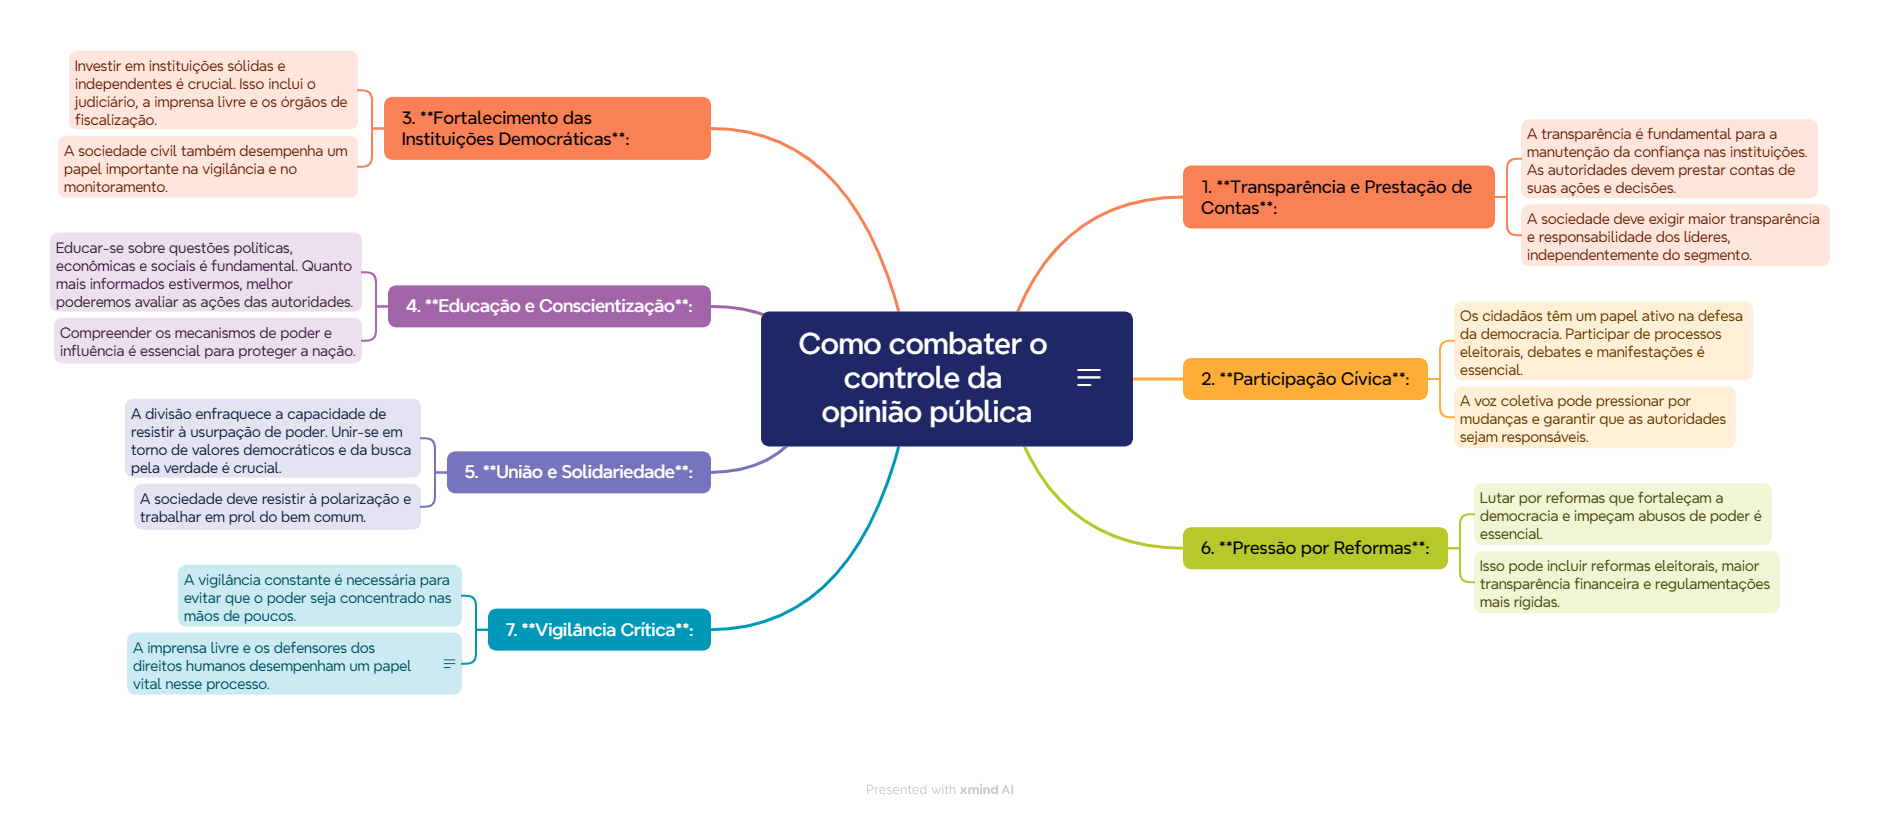 Como combater o
controle da
opinião pública
1. **Transparência e Prestação de
Contas**:
A transparência é fundamental para a
manutenção da confiança nas instituições.
As autoridades devem prestar contas de
suas ações e decisões.
A sociedade deve exigir maior transparência
e responsabilidade dos líderes,
independentemente do segmento.
2. **Participação Cívica**:
Os cidadãos têm um papel ativo na defesa
da democracia. Participar de processos
eleitorais, debates e manifestações é
essencial.
A voz coletiva pode pressionar por
mudanças e garantir que as autoridades
sejam responsáveis.
3. **Fortalecimento das
Instituições Democráticas**:
Investir em instituições sólidas e
independentes é crucial. Isso inclui o
judiciário, a imprensa livre e os órgãos de
fiscalização.
A sociedade civil também desempenha um
papel importante na vigilância e no
monitoramento.
4. **Educação e Conscientização**:
Educar-se sobre questões políticas,
econômicas e sociais é fundamental. Quanto
mais informados estivermos, melhor
poderemos avaliar as ações das autoridades.
Compreender os mecanismos de poder e
influência é essencial para proteger a nação.
5. **União e Solidariedade**:
A divisão enfraquece a capacidade de
resistir à usurpação de poder. Unir-se em
torno de valores democráticos e da busca
pela verdade é crucial.
A sociedade deve resistir à polarização e
trabalhar em prol do bem comum.
6. **Pressão por Reformas**:
Lutar por reformas que fortaleçam a
democracia e impeçam abusos de poder é
essencial.
Isso pode incluir reformas eleitorais, maior
transparência financeira e regulamentações
mais rígidas.
7. **Vigilância Crítica**:
A vigilância constante é necessária para
evitar que o poder seja concentrado nas
mãos de poucos.
A imprensa livre e os defensores dos
direitos humanos desempenham um papel
vital nesse processo.
Presented with xmind AI